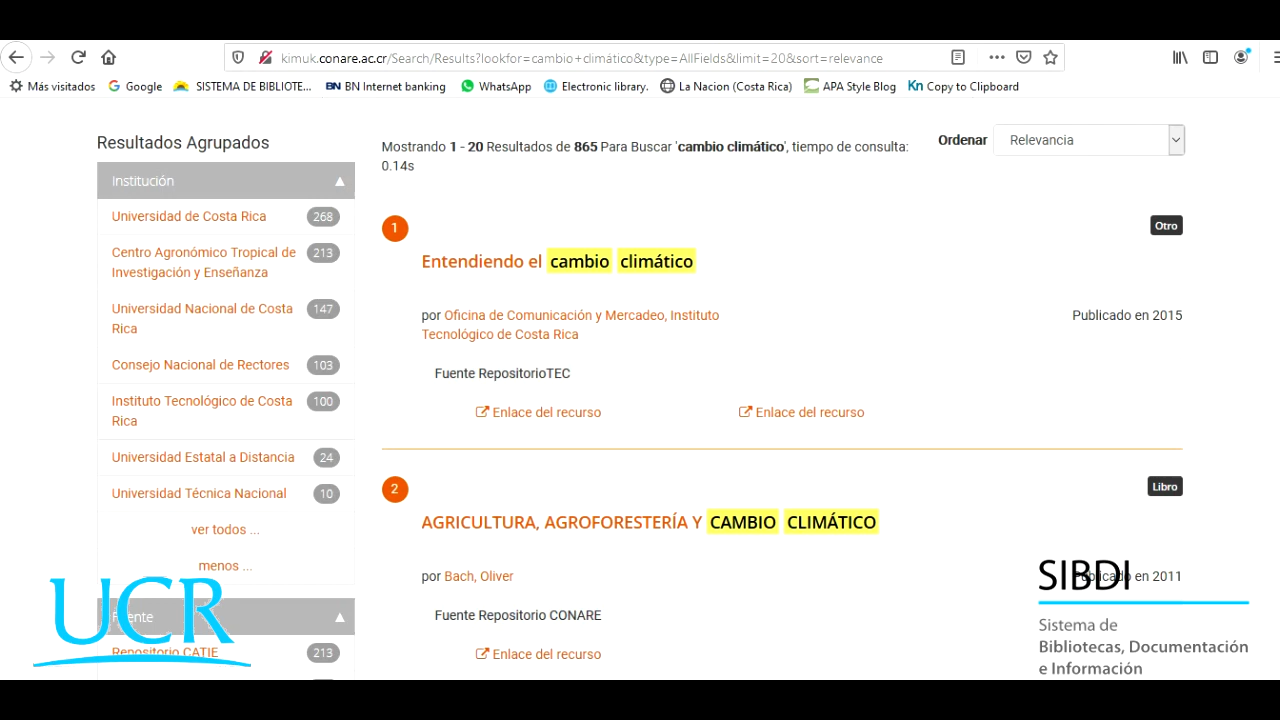 kimuk.conare.ac.cr/Search/Results?lookfor=cambio+climático&type=AllFields&limit=20&sort=relevance
Más visitados
Google
SISTEMA DE BIBLIOTE...
BN BN Internet banking
WhatsApp
Electronic library.
La Nacion (Costa Rica)
APA Style Blog
Kn Copy to Clipboard
Resultados Agrupados
Institución
Universidad de Costa Rica 268
Centro Agronómico Tropical de 213
Investigación y Enseñanza
Universidad Nacional de Costa 147
Rica
Consejo Nacional de Rectores 103
Instituto Tecnológico de Costa 100
Rica
Universidad Estatal a Distancia 24
Universidad Técnica Nacional 10
ver todos ...
menos ...
Fuente
Repositorio CATIE 213
Mostrando 1 - 20 Resultados de 865 Para Buscar 'cambio climático', tiempo de consulta:
0.14s
Ordenar Relevancia
1 Otro
Entendiendo el cambio climático
por Oficina de Comunicación y Mercadeo, Instituto Publicado en 2015
Tecnológico de Costa Rica
Fuente RepositorioTEC
Enlace del recurso Enlace del recurso
2 Libro
AGRICULTURA, AGROFORESTERÍA Y CAMBIO CLIMÁTICO
por Bach, Oliver Publicado en 2011
Fuente Repositorio CONARE
Enlace del recurso
UCR
SIBDI
Sistema de
Bibliotecas, Documentación
e Información